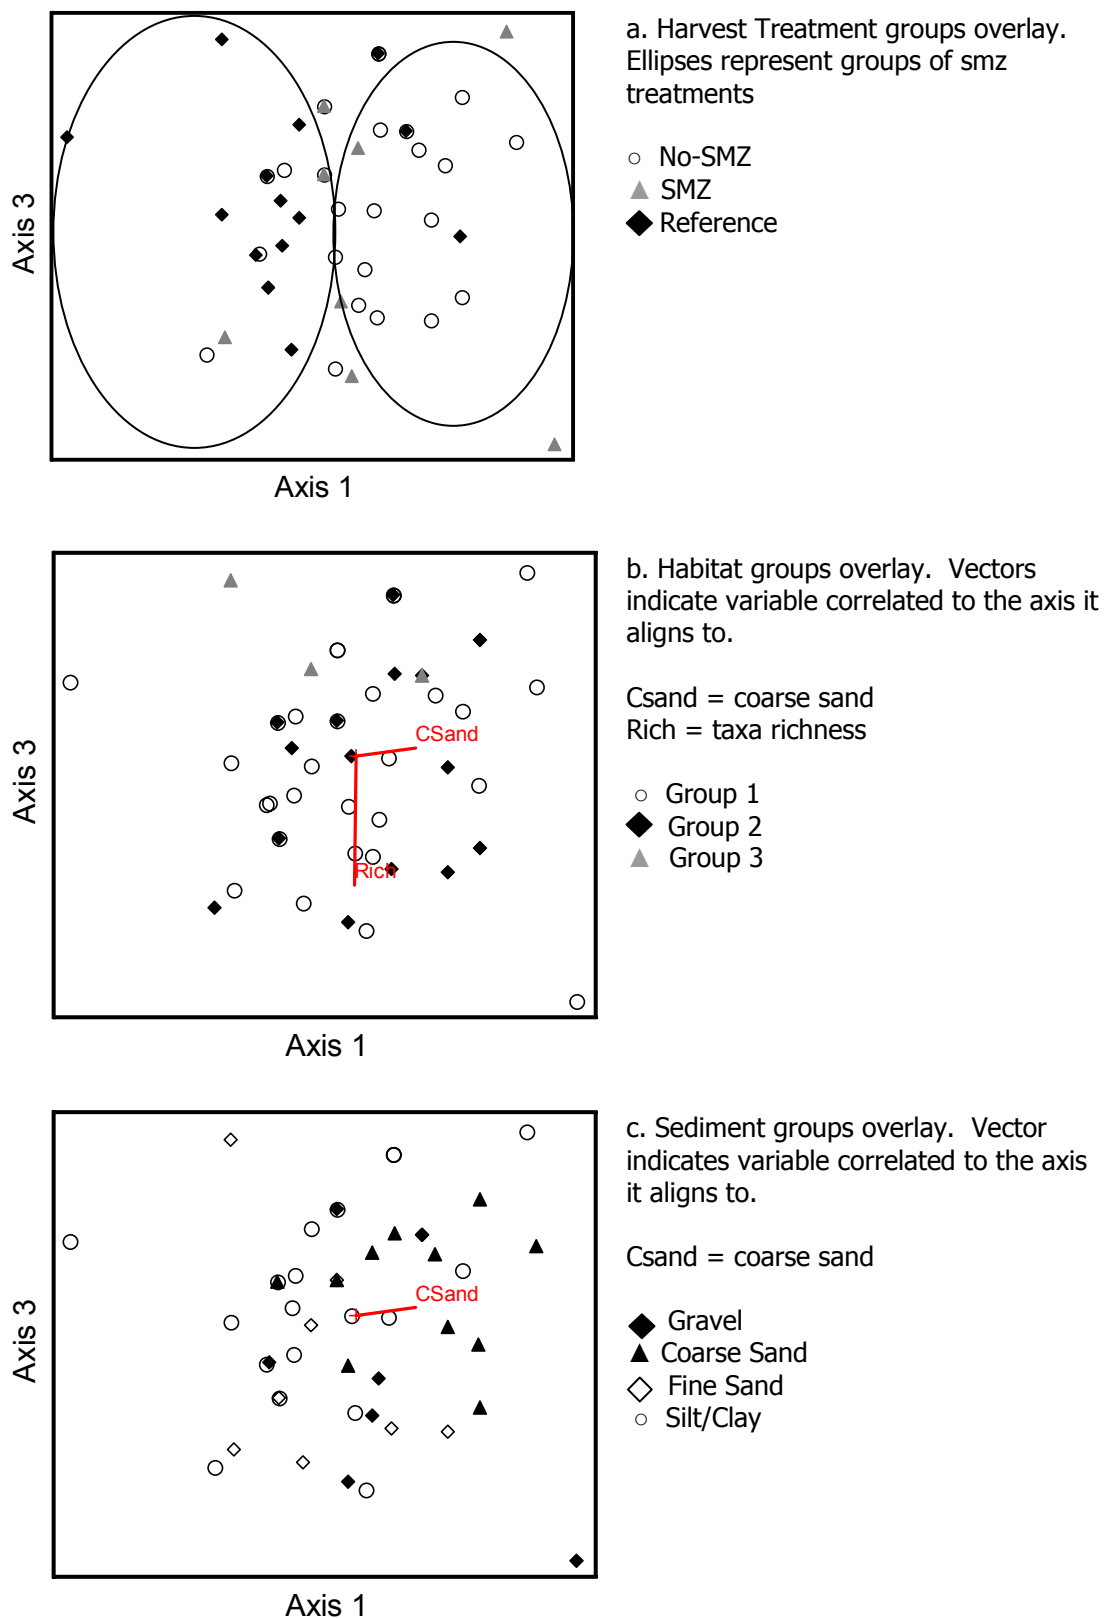 a. Harvest Treatment groups overlay.
Ellipses represent groups of smz
treatments
No-SMZ
SMZ
Reference
Axis 3
Axis 1
b. Habitat groups overlay.  Vectors
indicate variable correlated to the axis it
aligns to.
Csand = coarse sand
Rich = taxa richness
Group 1
Group 2
Group 3
CSand
Rich
Axis 3
Axis 1
c. Sediment groups overlay.  Vector
indicates variable correlated to the axis
it aligns to.
Csand = coarse sand
Gravel
Coarse Sand
Fine Sand
Silt/Clay
CSand
Axis 3
Axis 1